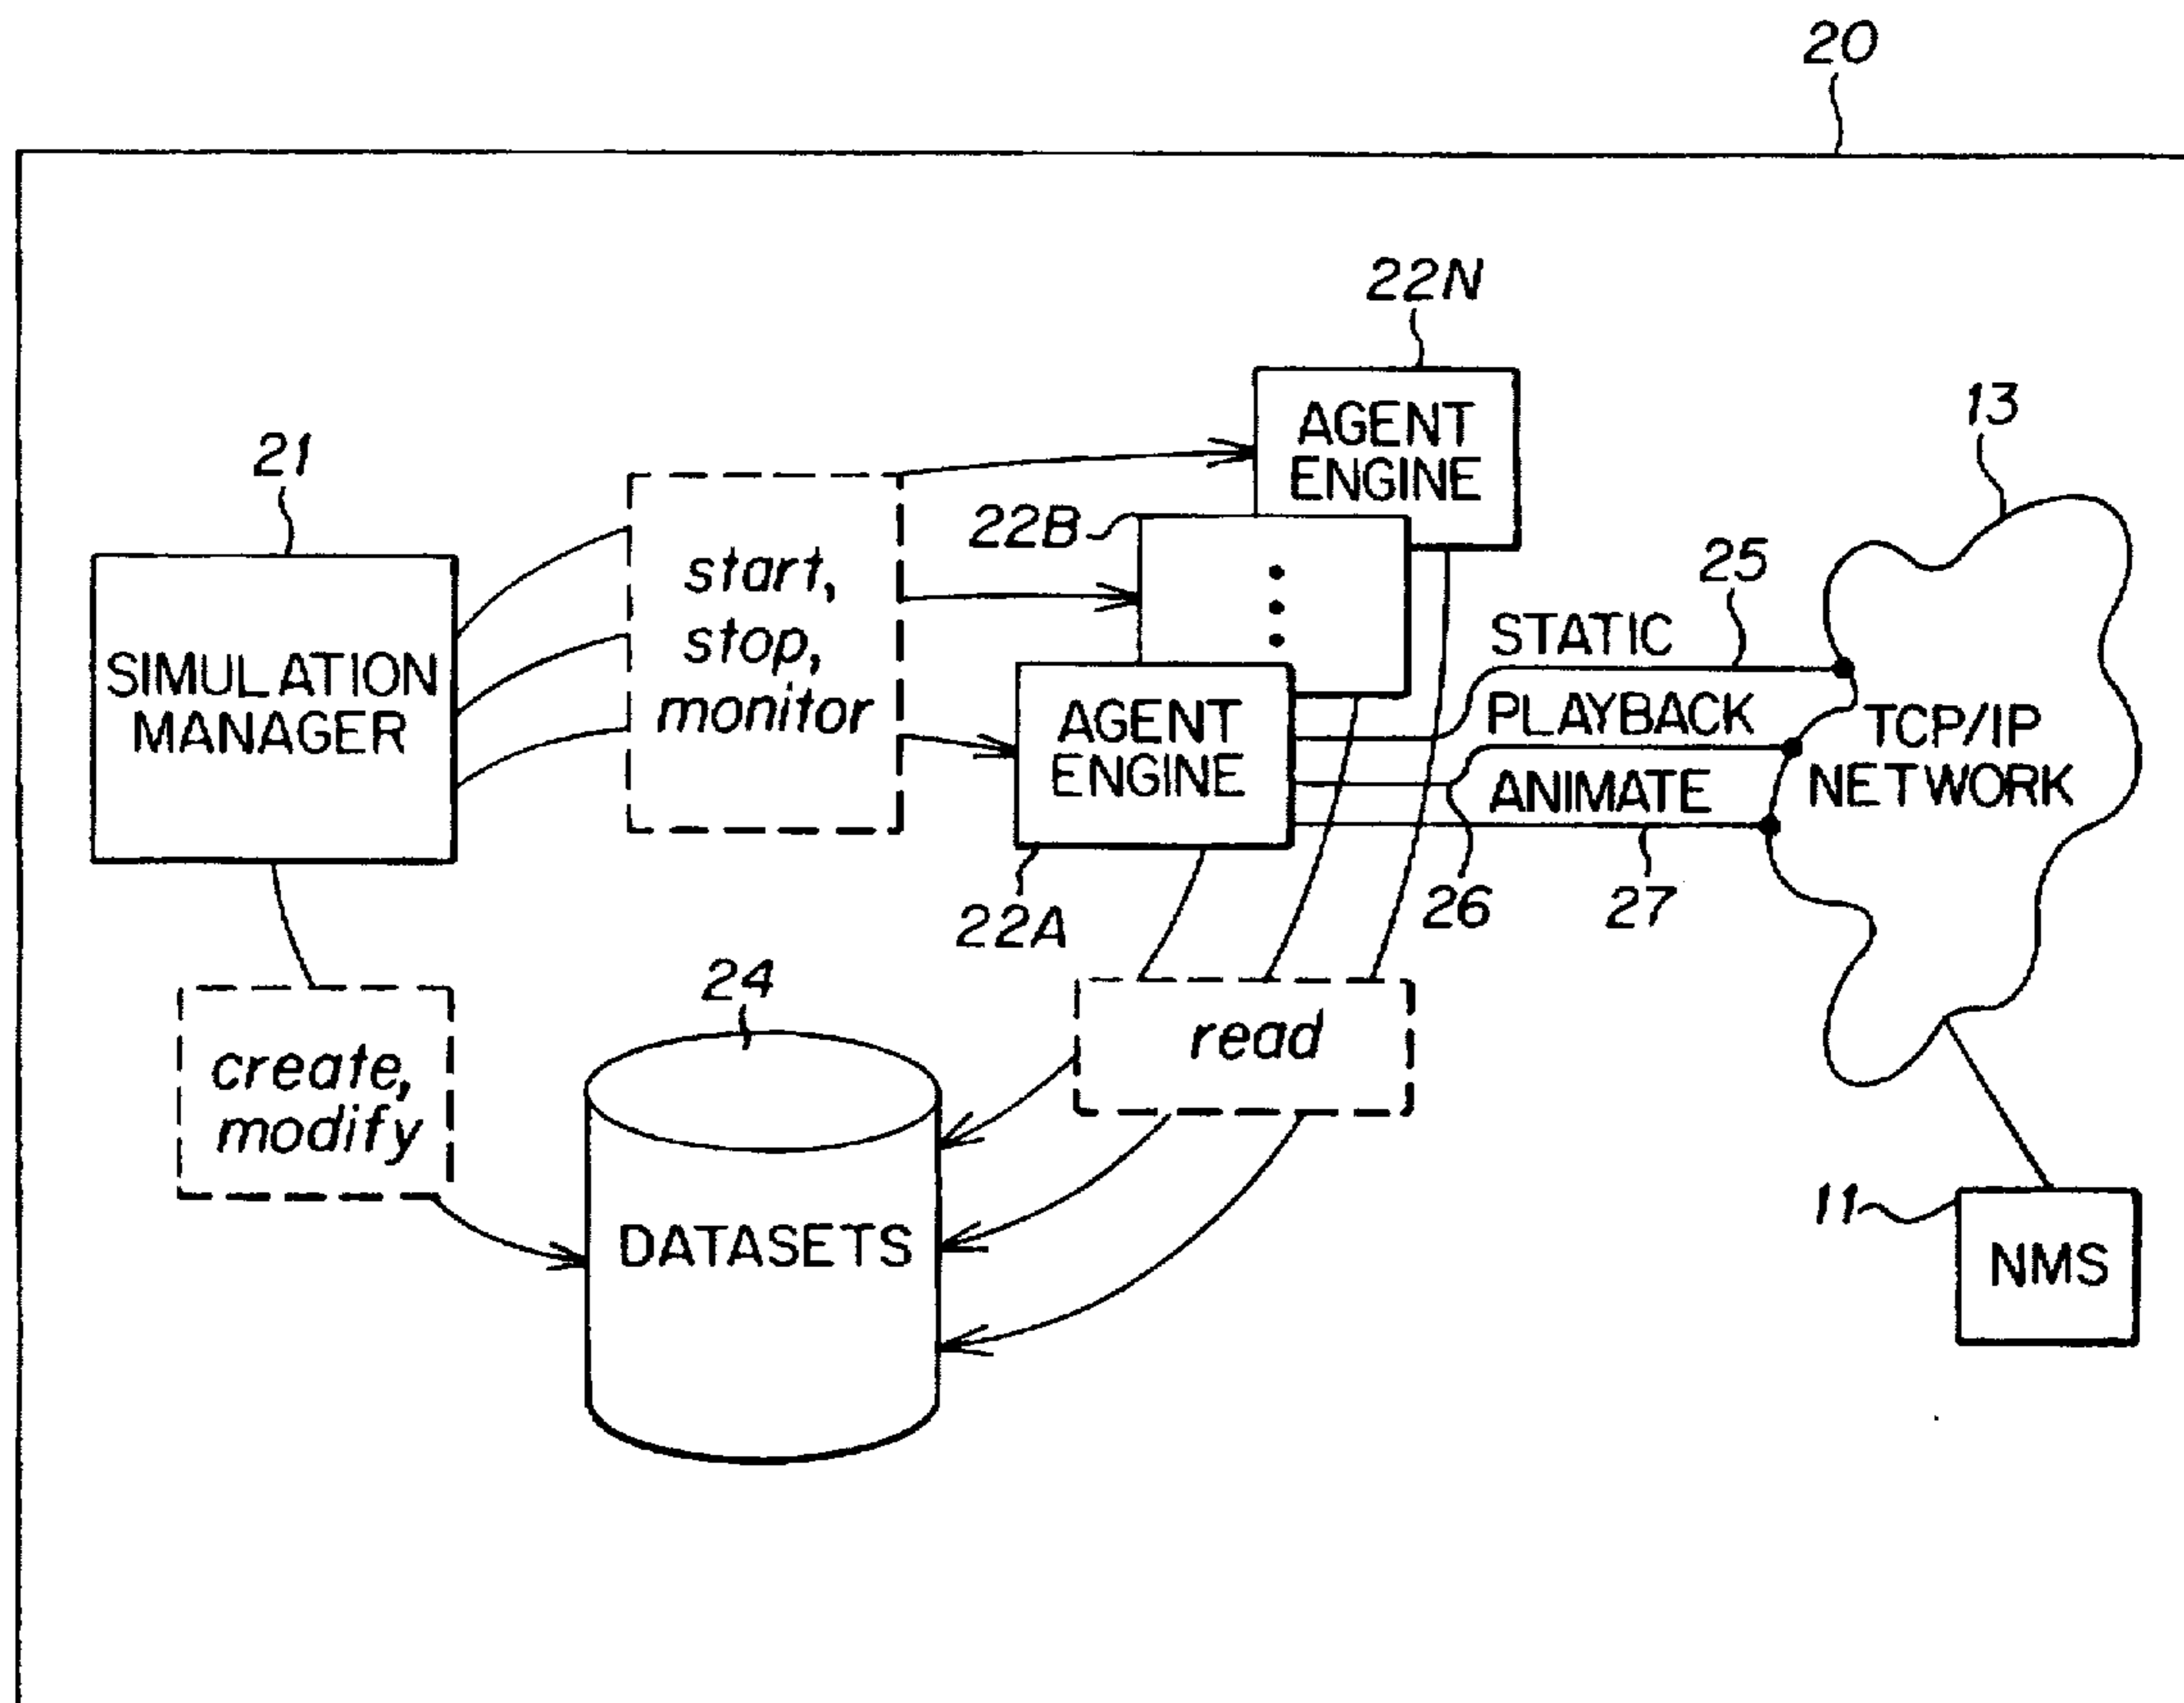 20
22N
AGENT
ENGINE
13
21
22B
start,
stop,
monitor
25
STATIC
SIMULATION
MANAGER
AGENT
ENGINE
PLAYBACK
TCP/IP
NETWORK
ANIMATE
22A
26
27
24
read
create,
modify
DATASETS
11
NMS